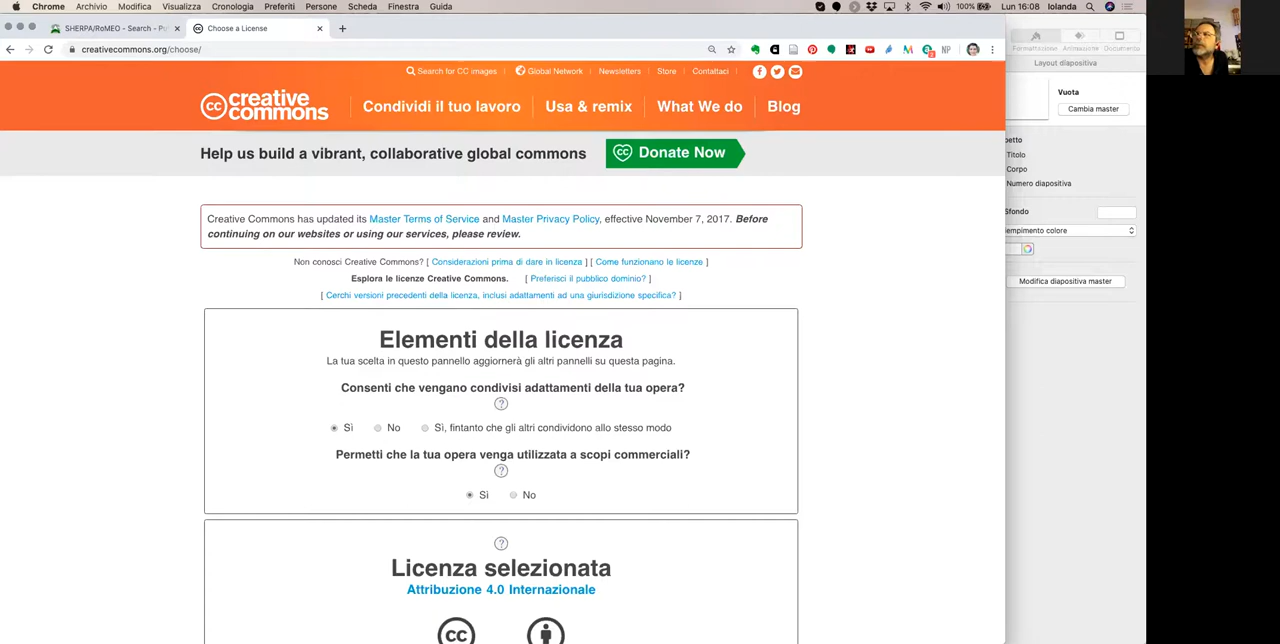 Chrome Archivio Modifica Visualizza Cronologia Preferiti Persone Scheda Finestra Guida 100% Lun 16:08 Iolanda
SHERPA/RoMEO - Search - P × Choose a License × +
creativecommons.org/choose/
Search for CC images Global Network Newsletters Store Contattaci
creative commons
Condividi il tuo lavoro Usa & remix What We do Blog
Help us build a vibrant, collaborative global commons Donate Now
Creative Commons has updated its Master Terms of Service and Master Privacy Policy, effective November 7, 2017. Before
continuing on our websites or using our services, please review.
Non conosci Creative Commons? [ Considerazioni prima di dare in licenza ] [ Come funzionano le licenze ]
Esplora le licenze Creative Commons. [ Preferisci il pubblico dominio? ]
[ Cerchi versioni precedenti della licenza, inclusi adattamenti ad una giurisdizione specifica? ]
Elementi della licenza
La tua scelta in questo pannello aggiornerà gli altri pannelli su questa pagina.
Consenti che vengano condivisi adattamenti della tua opera?
?
Sì No Sì, fintanto che gli altri condividono allo stesso modo
Permetti che la tua opera venga utilizzata a scopi commerciali?
?
Sì No
?
Licenza selezionata
Attribuzione 4.0 Internazionale
cc
Formattazione Animazione Documento
Layout diapositiva
Vuota
Cambia master
petto
Titolo
Corpo
Numero diapositiva
Sfondo
empimento colore
Modifica diapositiva master